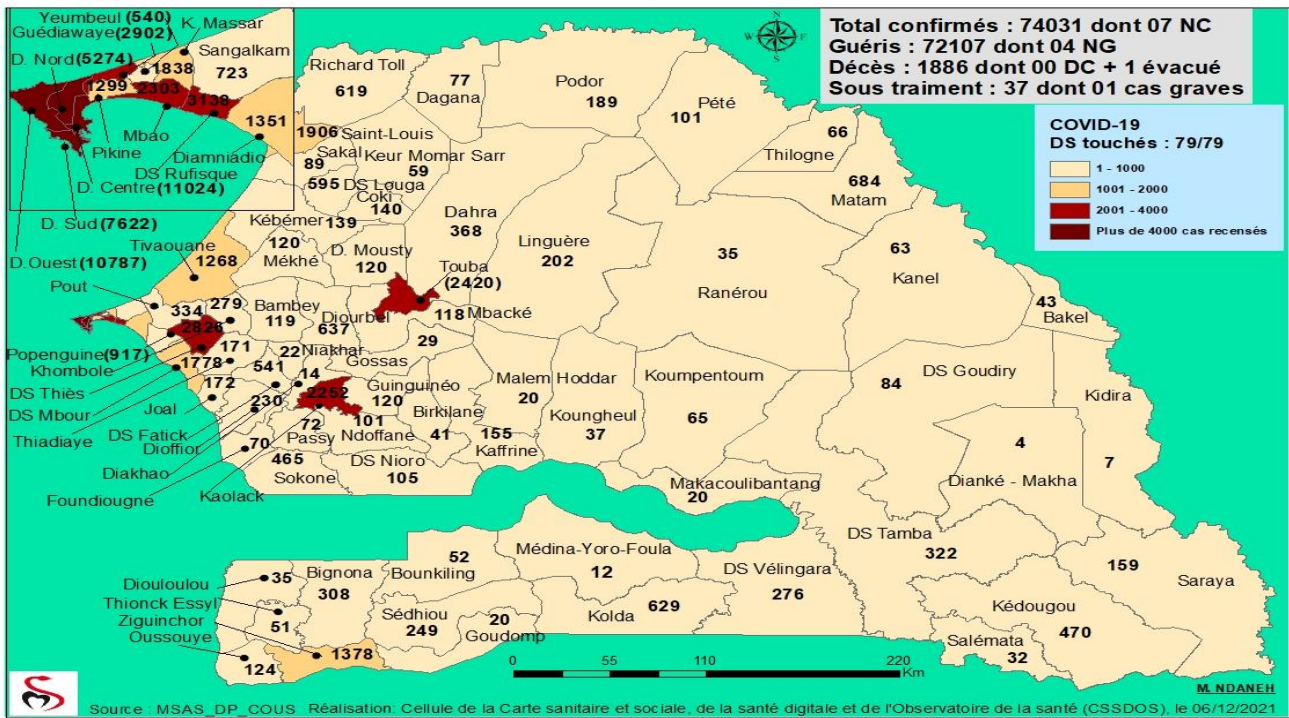 Total confirmés : 74031 dont 07 NC
Guéris : 72107 dont 04 NG
Décès : 1886 dont 00 DC + 1 évacué
Sous traiment : 37 dont 01 cas graves
COVID-19
DS touchés : 79/79
1 - 1000
1001 - 2000
2001 - 4000
Plus de 4000 cas recensés
Yeumbeul (540)
K. Massar
Guédiawaye(2902)
Sangalkam
723
D. Nord(5274)
1838
1299
2303
3138
1351
Mbao
Pikine
Diamniádio
DS Rufisque
D. Centre(11024)
D. Sud(7622)
D.Ouest(10787)
Richard Toll
619
77
Dagana
Podor
189
Pété
101
66
Thilogne
684
Matam
1906
Saint-Louis
Sakal
89
Keur Momar Sarr
59
595
DS Louga
Coki
140
Kébémer
139
Dahra
368
Linguère
202
35
Ranérou
63
Kanel
43
Bakel
Tivaouane
1268
120
Mékhé
D. Mousty
120
Touba
(2420)
118
Mbacké
Pout
334
279
Bambey
119
Diourbel
637
29
2826
Popenguine(917)
Khombole
171
1778
22
Niakhar
541
Gossas
14
DS Thiès
DS Mbour
172
Joal
Thiadiaye
230
2252
Guinguinéo
120
Malem Hoddar
20
Koungheul
37
Koumpentoum
65
84
DS Goudiry
Kidira
7
4
Dianké - Makha
DS Fatick
Dioffior
72
Passy
101
Ndoffane
Birkilane
41
155
Kaffrine
70
Diakhao
Foundiougne
465
Sokone
DS Nioro
105
Kaolack
Makacoulibantang
20
DS Tamba
322
159
Saraya
Kédougou
470
Salémata
32
52
Bounkiling
Médina-Yoro-Foula
12
DS Vélingara
276
Diouloulou
35
Bignona
308
Thionck Essyl
51
Ziguinchor
Oussouye
Sédhiou
249
20
Goudomp
Kolda
629
1378
124
0 55 110 220
Km
M. NDANEH
Source : MSAS_DP_COUS Réalisation: Cellule de la Carte sanitaire et sociale, de la santé digitale et de l'Observatoire de la santé (CSSDOS), le 06/12/2021